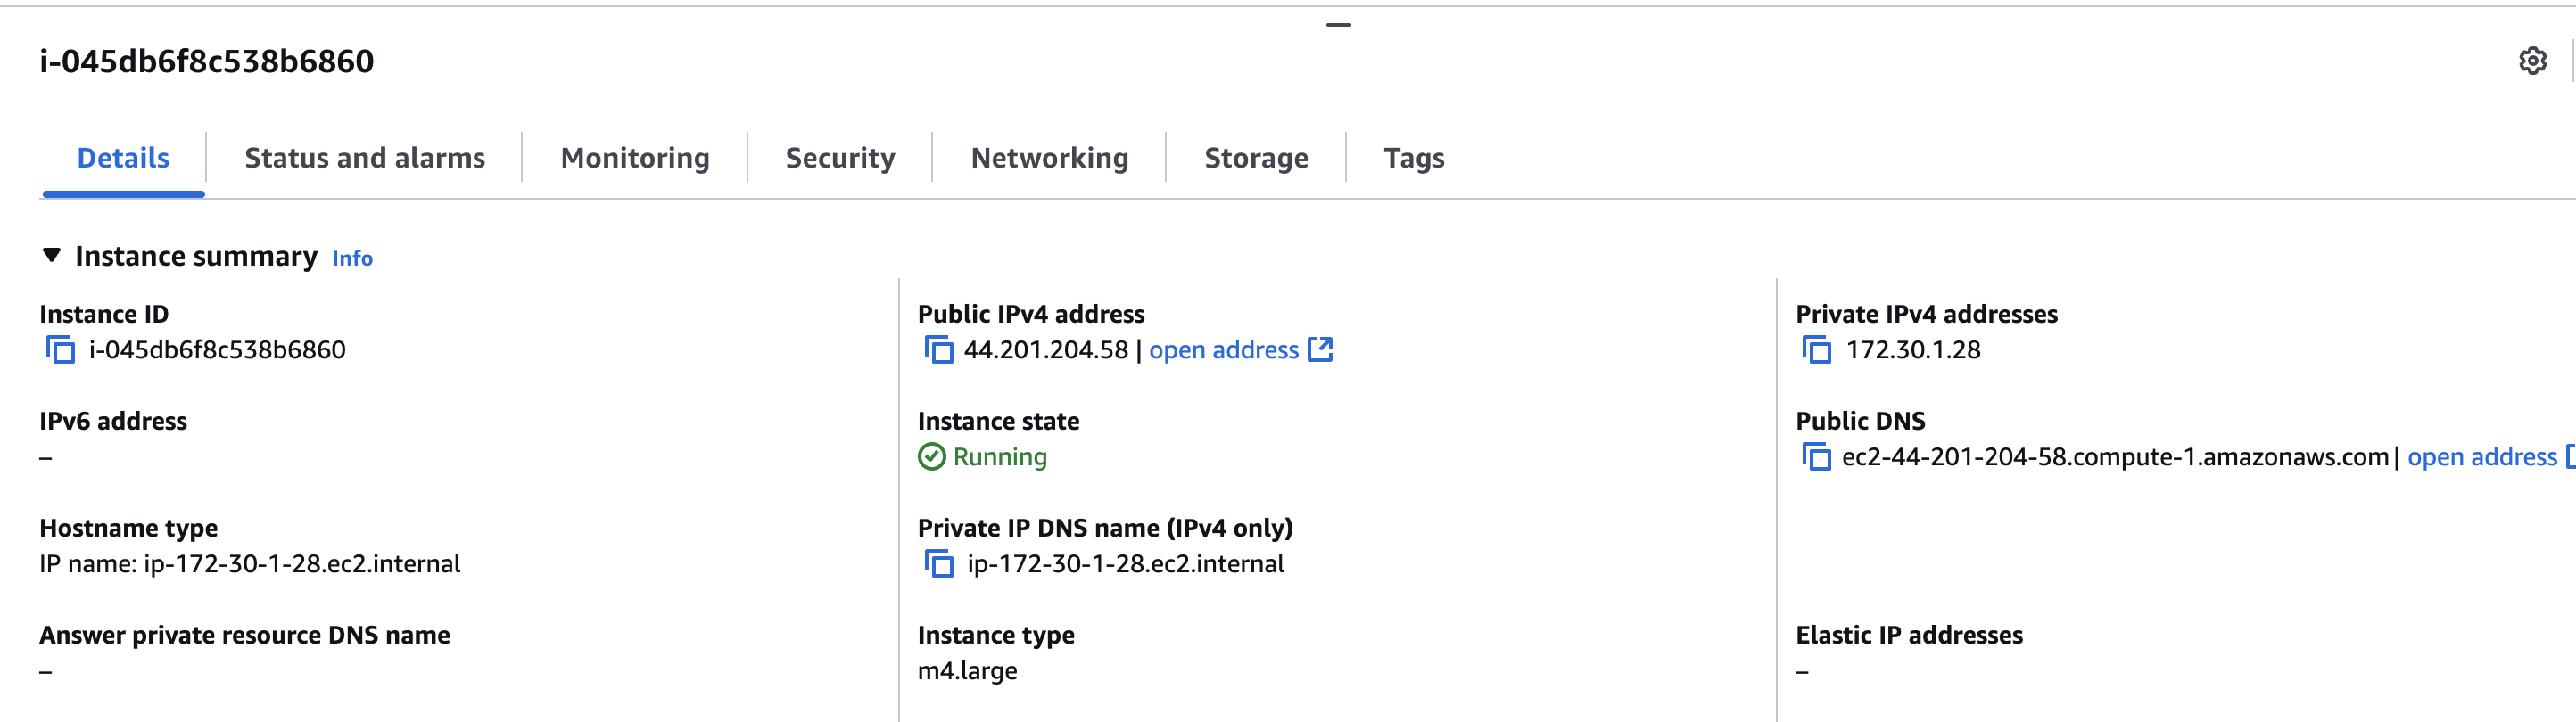 i-045db6f8c538b6860
Details
Status and alarms
Monitoring
Security
Networking
Storage
Tags
Instance summary Info
Instance ID
i-045db6f8c538b6860
Public IPv4 address
44.201.204.58 | open address
Private IPv4 addresses
172.30.1.28
IPv6 address
–
Instance state
Running
Public DNS
ec2-44-201-204-58.compute-1.amazonaws.com | open address
Hostname type
IP name: ip-172-30-1-28.ec2.internal
Private IP DNS name (IPv4 only)
ip-172-30-1-28.ec2.internal
Answer private resource DNS name
–
Instance type
m4.large
Elastic IP addresses
–